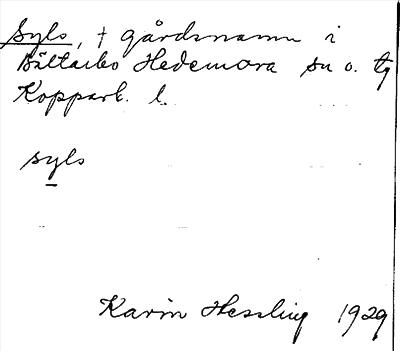 Syls, † gårdsnamn i
Bältarbo Hedemora sn o. tg
Kopparb. l.
syls
Karin Hessling 1929